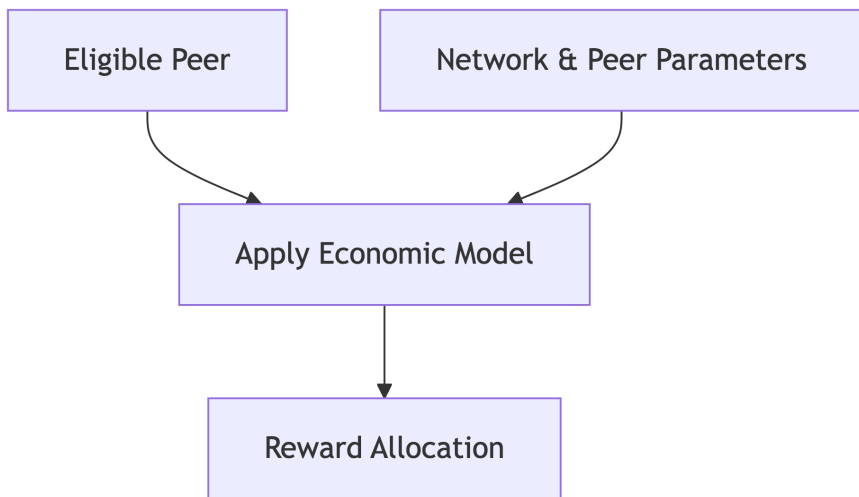 Eligible Peer
Network & Peer Parameters
Apply Economic Model
Reward Allocation